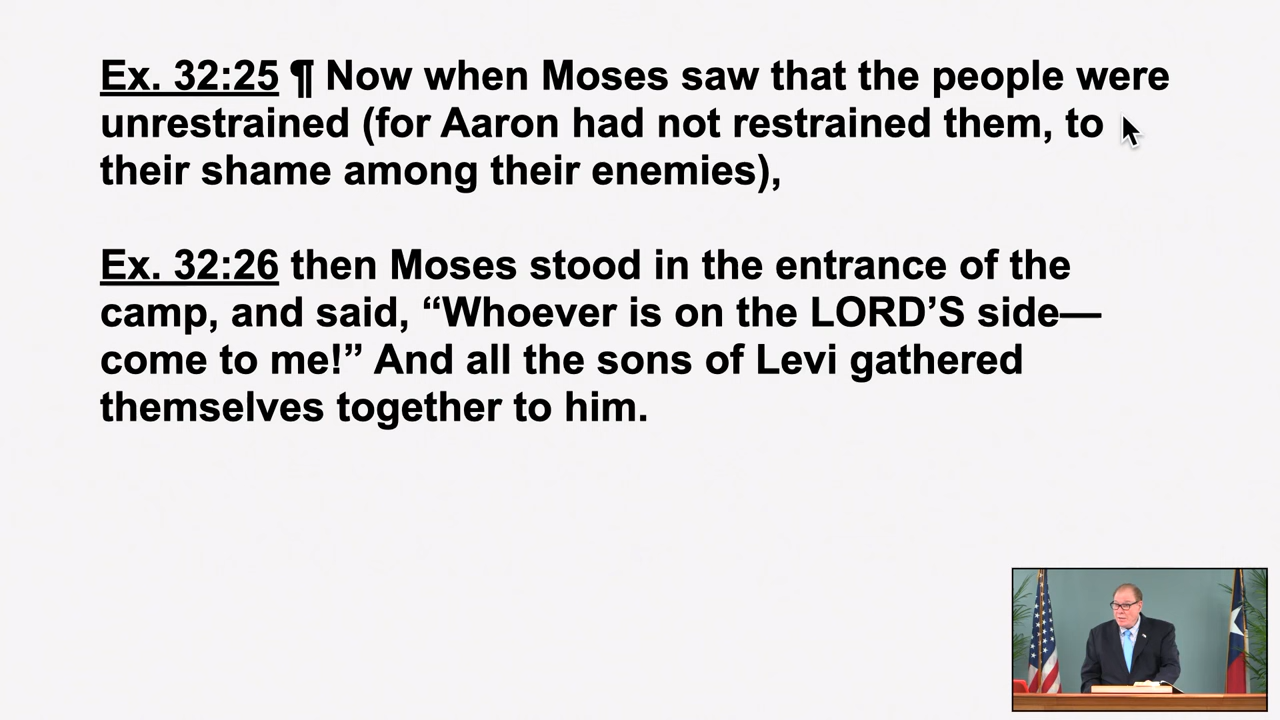 Ex. 32:25 ¶ Now when Moses saw that the people were
unrestrained (for Aaron had not restrained them, to
their shame among their enemies),
Ex. 32:26 then Moses stood in the entrance of the
camp, and said, “Whoever is on the LORD’S side—
come to me!” And all the sons of Levi gathered
themselves together to him.